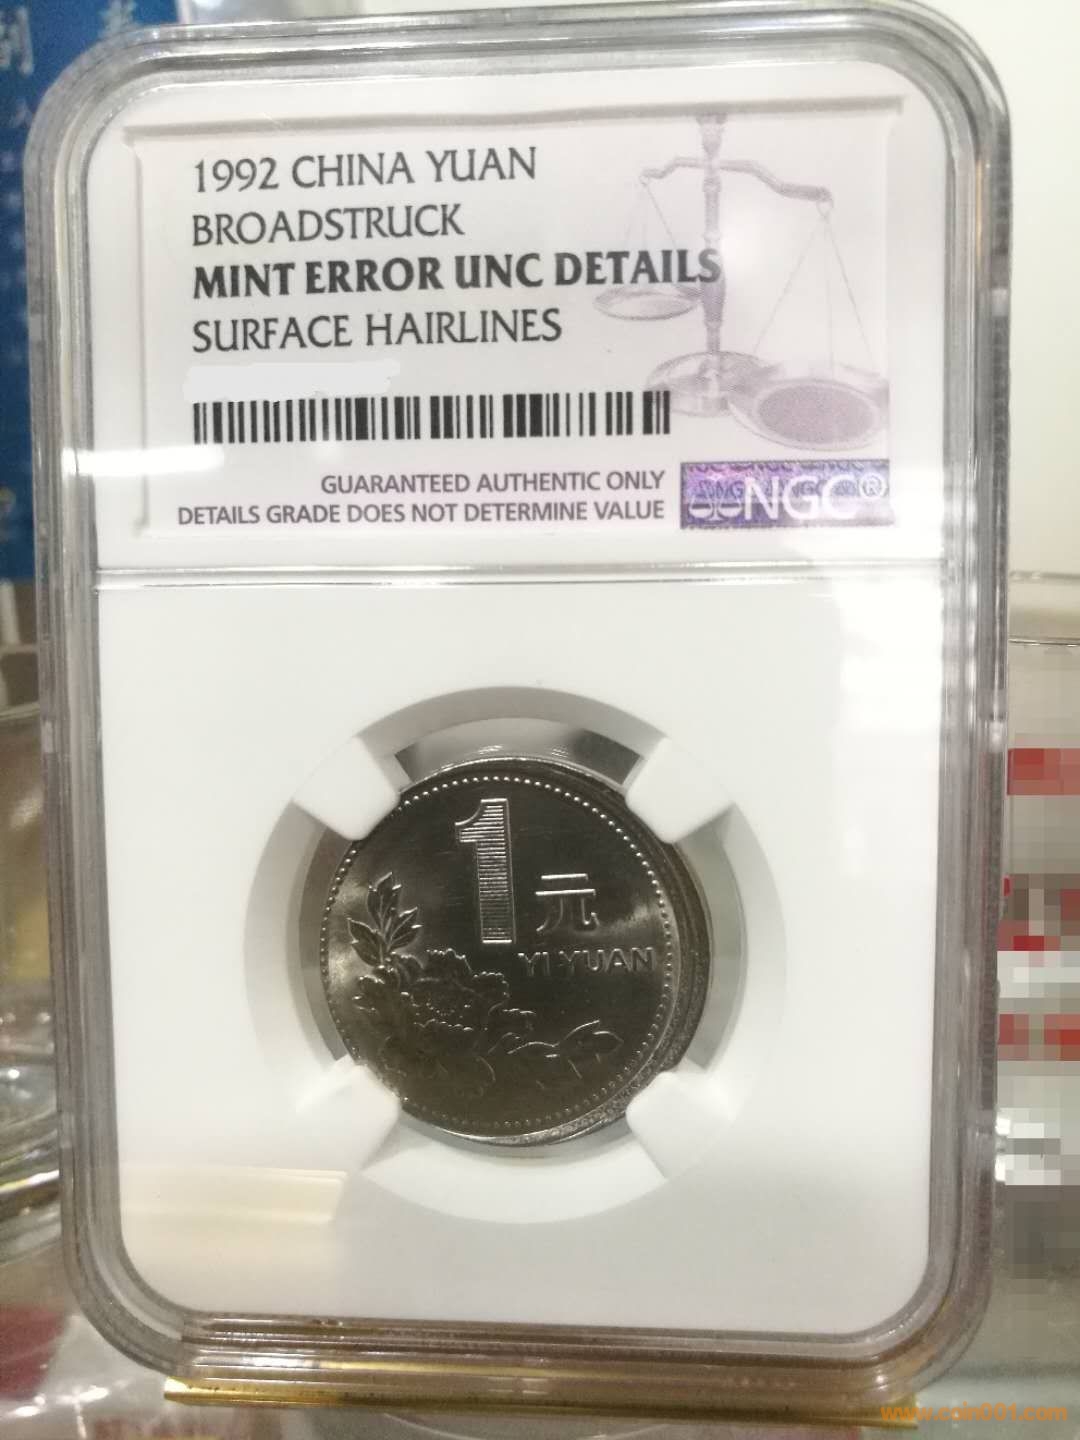 1992 CHINA YUAN
BROADSTRUCK
MINT ERROR UNC DETAILS
SURFACE HAIRLINES
GUARANTEED AUTHENTIC ONLY
DETAILS GRADE DOES NOT DETERMINE VALUE
NGC®
1 元
YI YUAN
www.coin001.com